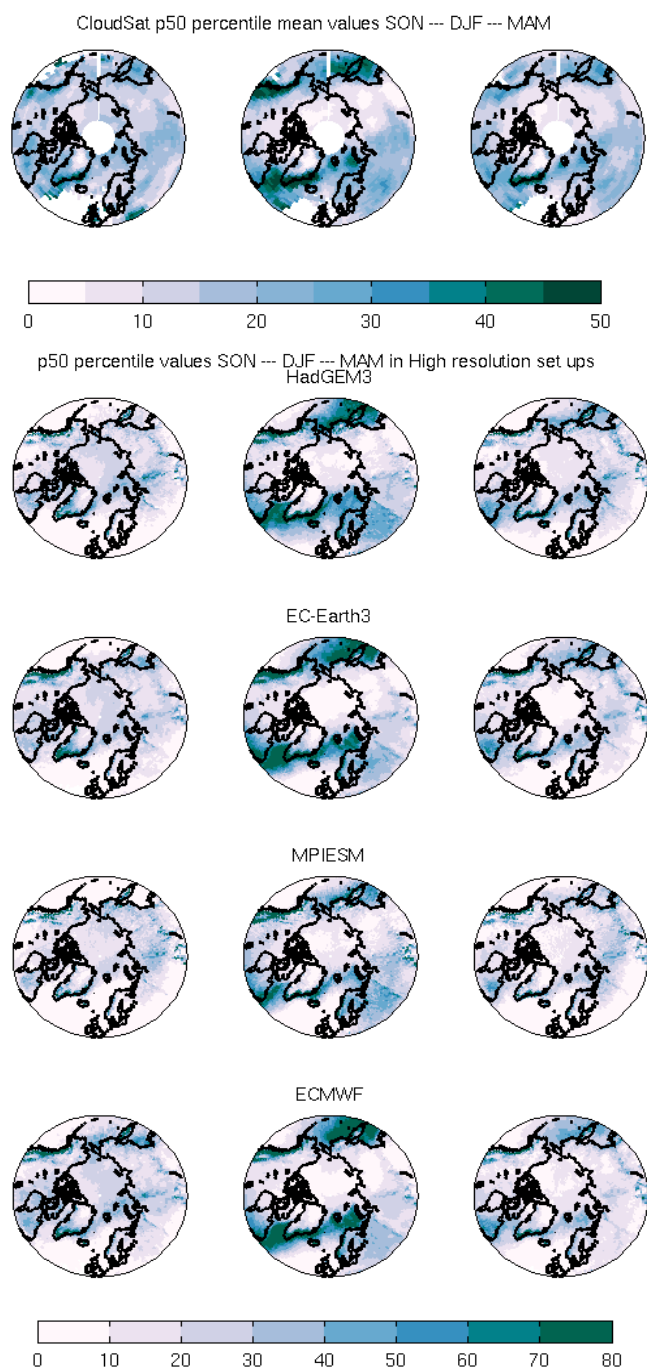 CloudSat p50 percentile mean values SON --- DJF --- MAM
0 10 20 30 40 50
p50 percentile values SON --- DJF --- MAM in High resolution set ups
HadGEM3
EC-Earth3
MPIESM
ECMWF
0 10 20 30 40 50 60 70 80